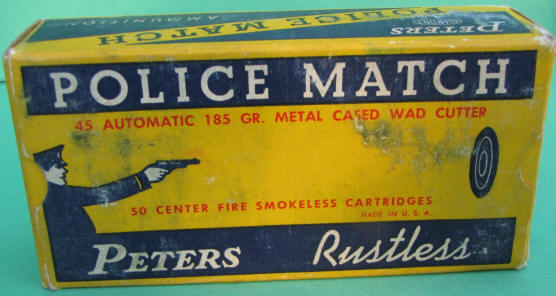 POLICE MATCH
AMMUNITION
PETERS
POLICE MATCH
45 AUTOMATIC 185 GR. METAL CASED WAD CUTTER
50 CENTER FIRE SMOKELESS CARTRIDGES
MADE IN U.S.A.
PETERS Rustless